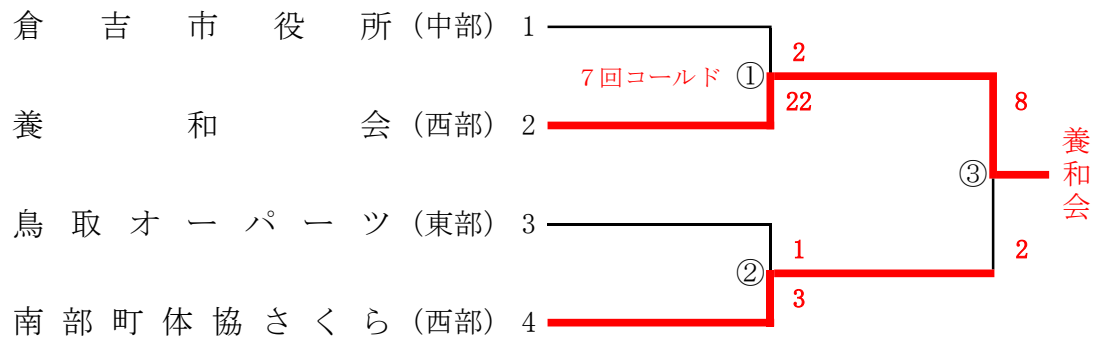 倉吉市役所（中部） 1
2
7回コールド ①
22
養和会（西部） 2
8
③
養和会
鳥取オーパーツ（東部） 3
1
2
②
3
南部町体協さくら（西部） 4